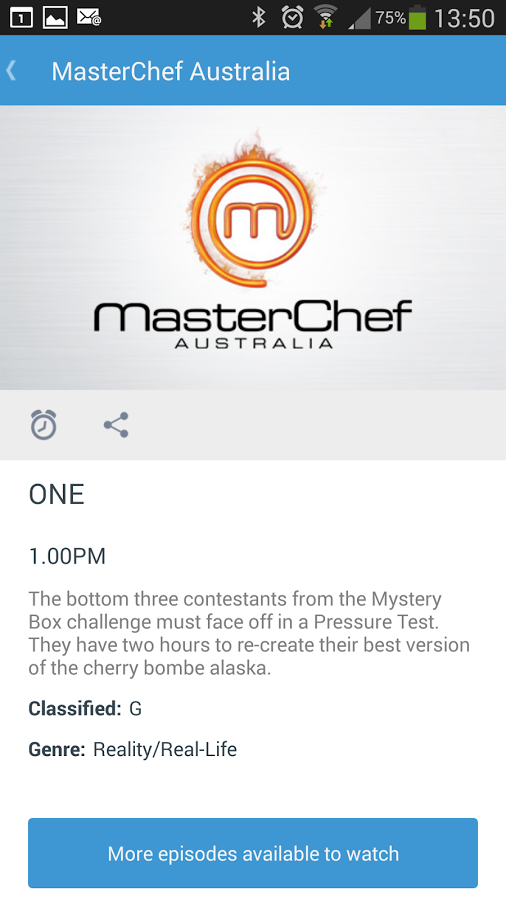 1
75%
13:50
MasterChef Australia
m
MasterChef
AUSTRALIA
ONE
1.00PM
The bottom three contestants from the Mystery
Box challenge must face off in a Pressure Test.
They have two hours to re-create their best version
of the cherry bombe alaska.
Classified: G
Genre: Reality/Real-Life
More episodes available to watch